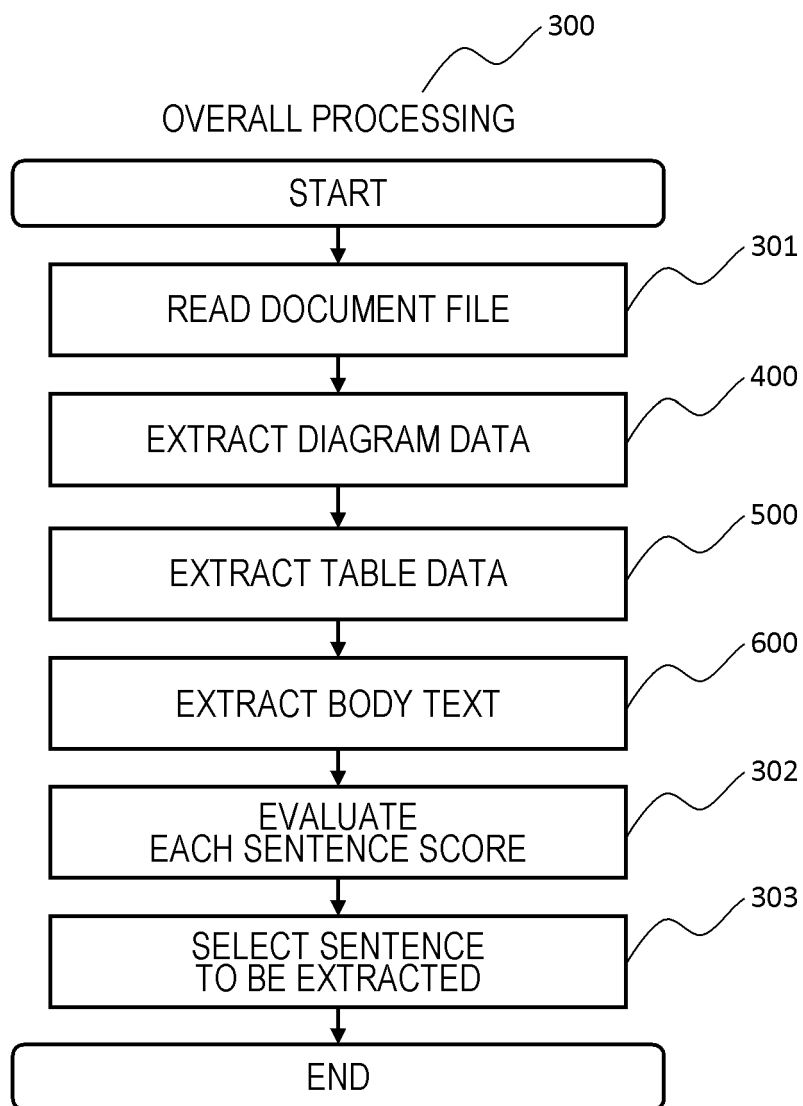 300
OVERALL PROCESSING
START
301
READ DOCUMENT FILE
400
EXTRACT DIAGRAM DATA
500
EXTRACT TABLE DATA
600
EXTRACT BODY TEXT
302
EVALUATE
EACH SENTENCE SCORE
303
SELECT SENTENCE
TO BE EXTRACTED
END